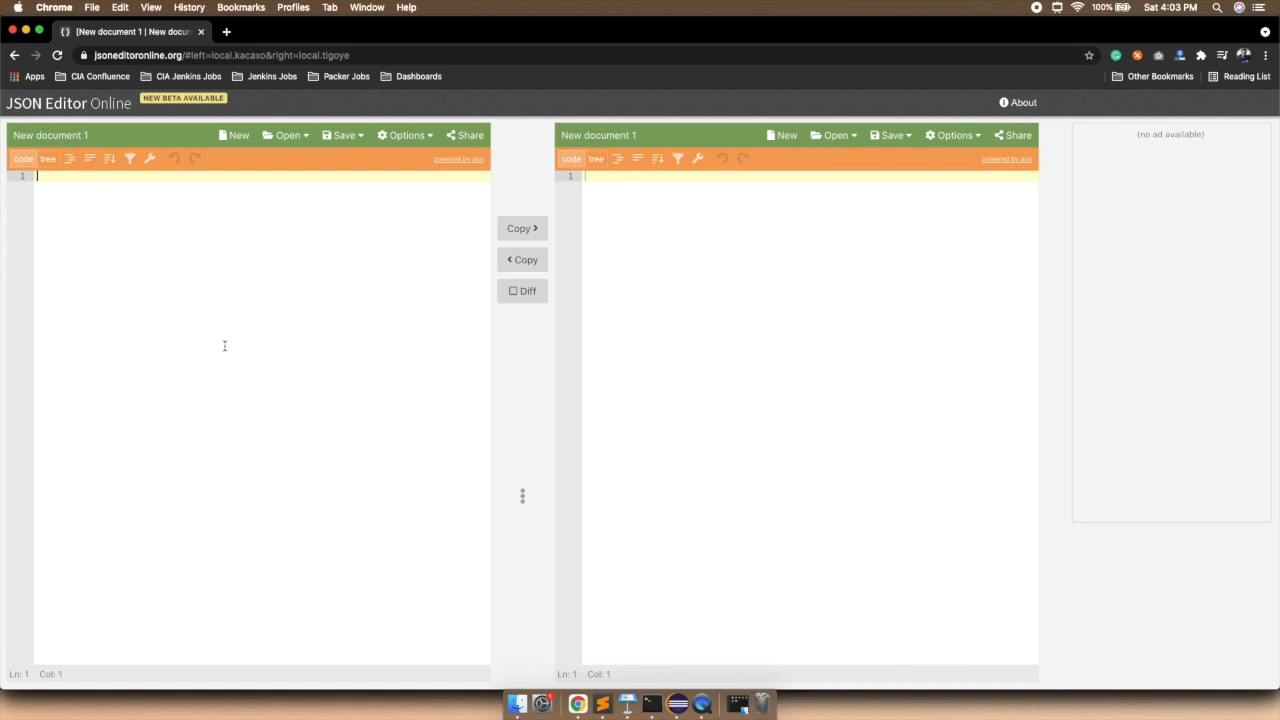 Chrome File Edit View History Bookmarks Profiles Tab Window Help 100% Sat 4:03 PM
[New document 1 | New docun
jsoneditoronline.org/#left=local.kacaxo&right=local.tigoye
Apps CIA Confluence CIA Jenkins Jobs Jenkins Jobs Packer Jobs Dashboards Other Bookmarks Reading List
JSON Editor Online NEW BETA AVAILABLE About
New document 1 New Open Save Options Share
code tree powered by ace
1
Ln: 1 Col: 1
Copy
Copy
Diff
New document 1 New Open Save Options Share
code tree powered by ace
1
Ln: 1 Col: 1
(no ad available)